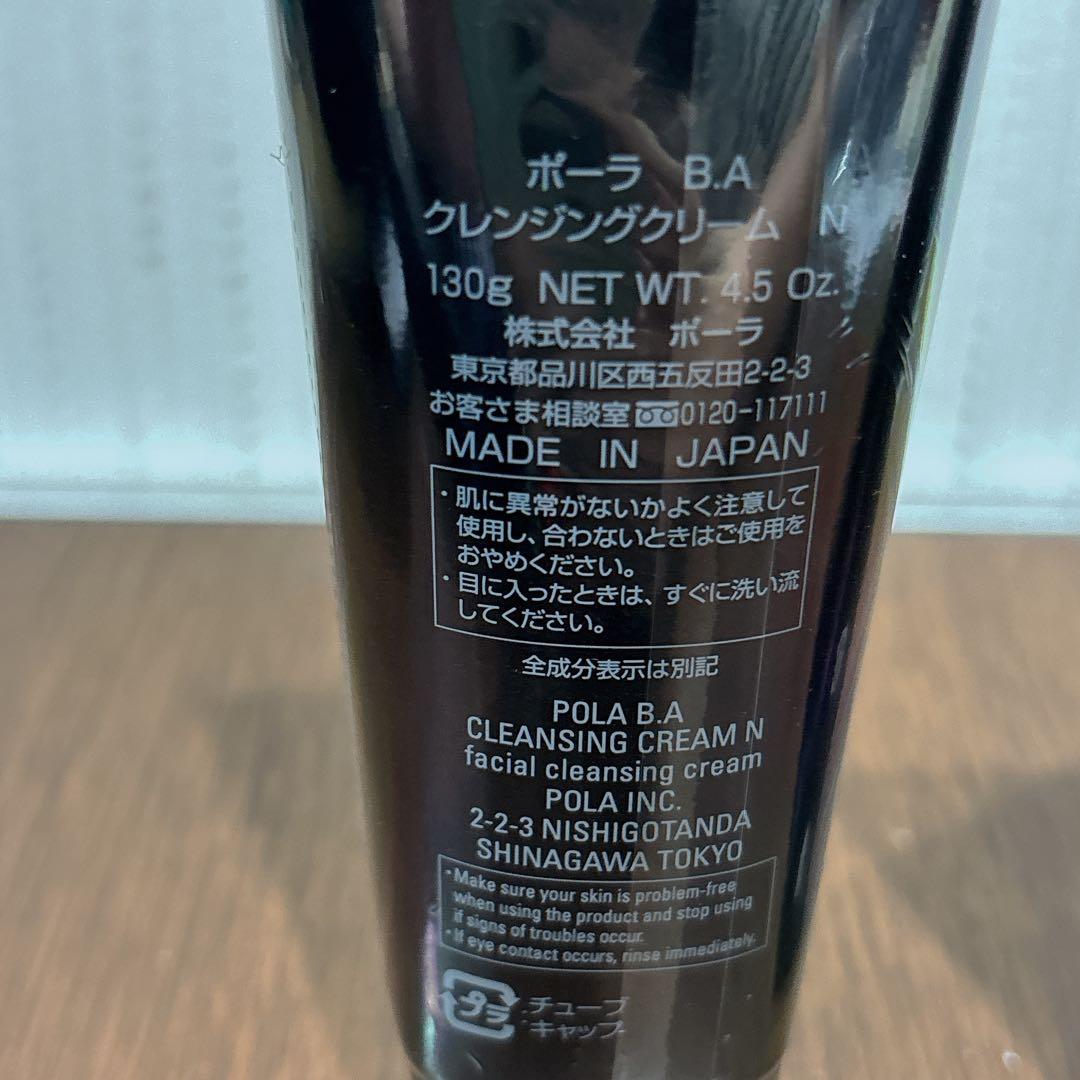 ポーラ B.A
クレンジングクリーム N
130g NET WT. 4.5 Oz.
株式会社 ポーラ
東京都品川区西五反田2-2-3
お客さま相談室 0120-117111
MADE IN JAPAN
・肌に異常がないかよく注意して
使用し、合わないときはご使用を
おやめください。
・目に入ったときは、すぐに洗い流
してください。
全成分表示は別記
POLA B.A
CLEANSING CREAM N
facial cleansing cream
POLA INC.
2-2-3 NISHIGOTANDA
SHINAGAWA TOKYO
・Make sure your skin is problem-free
when using the product and stop using
if signs of troubles occur.
・If eye contact occurs, rinse immediately.
プラ チューブ
キャップ